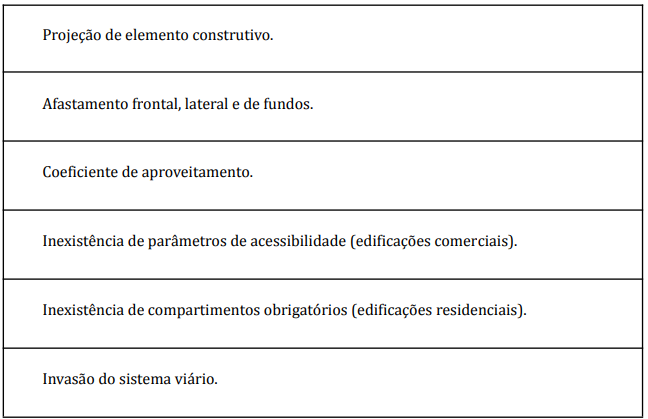 Projeção de elemento construtivo.
Afastamento frontal, lateral e de fundos.
Coeficiente de aproveitamento.
Inexistência de parâmetros de acessibilidade (edificações comerciais).
Inexistência de compartimentos obrigatórios (edificações residenciais).
Invasão do sistema viário.